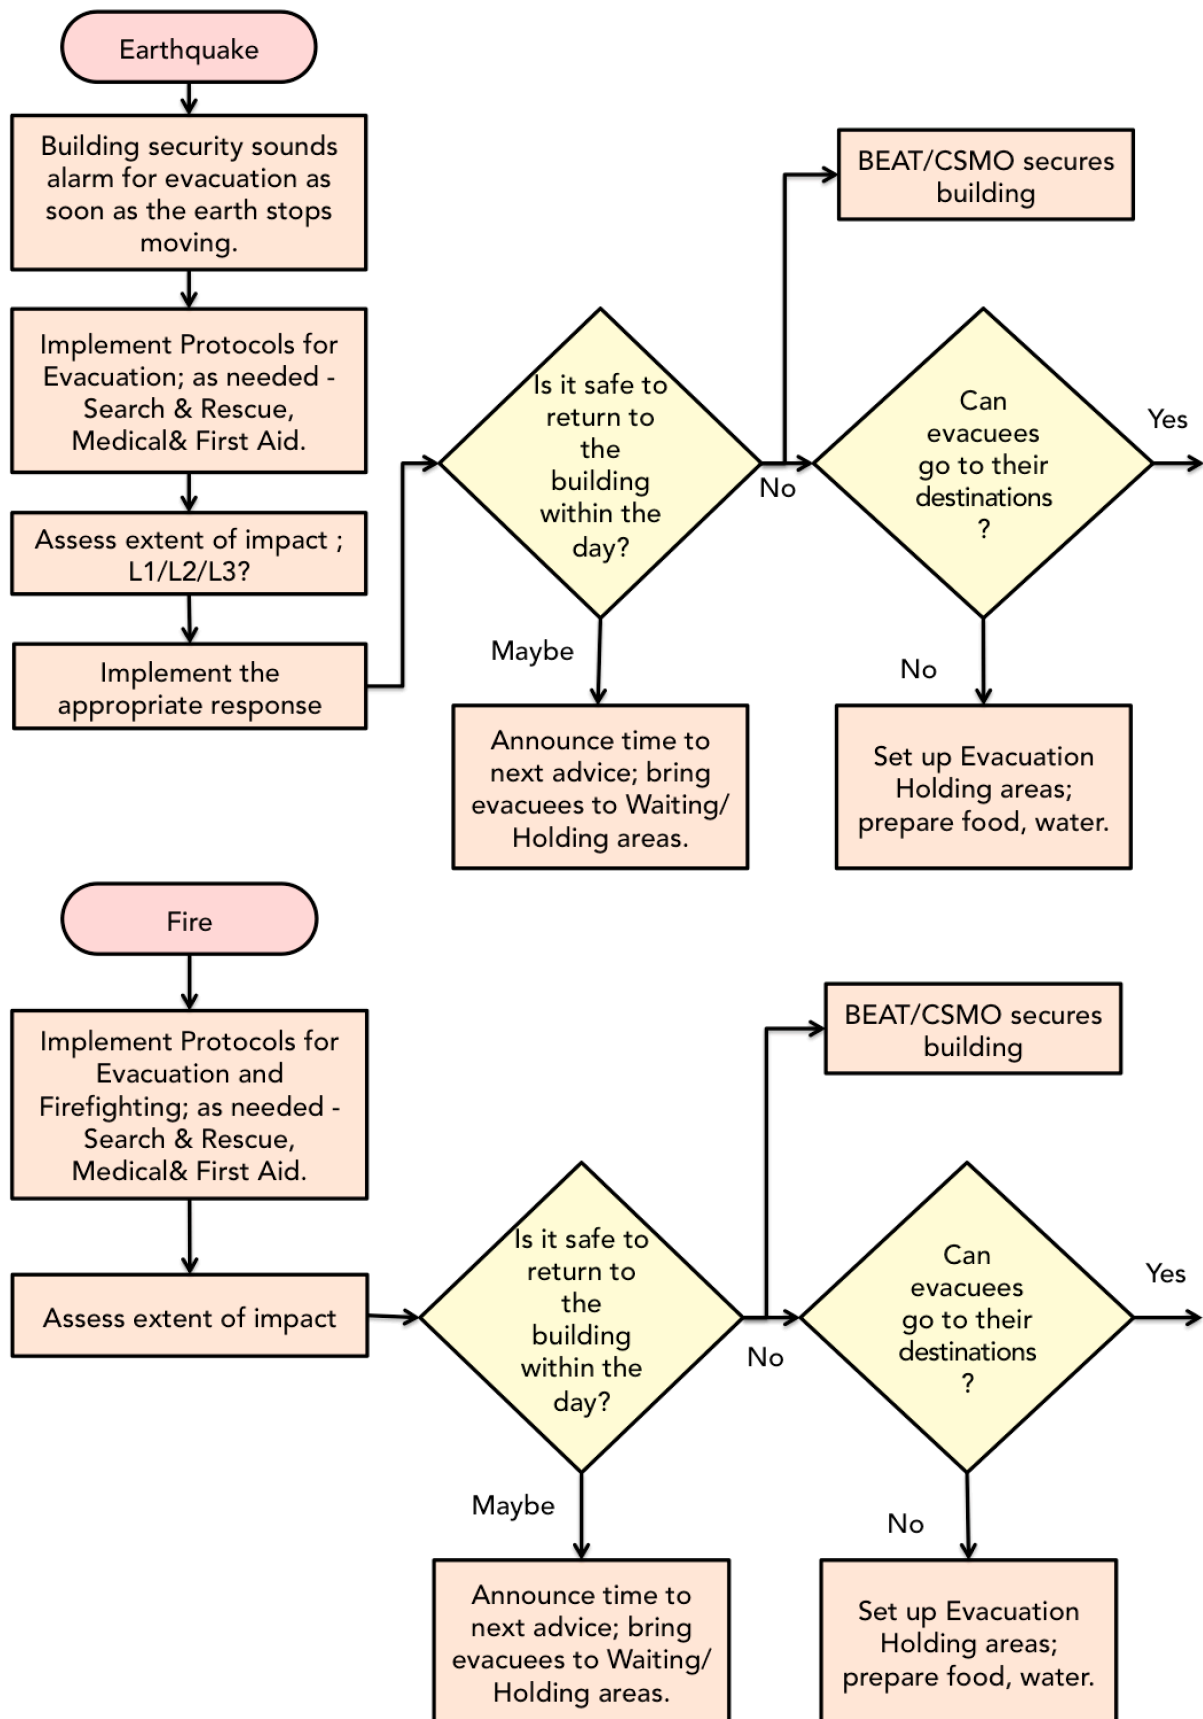 Earthquake
Building security sounds
alarm for evacuation as
soon as the earth stops
moving.
Implement Protocols for
Evacuation; as needed -
Search & Rescue,
Medical& First Aid.
Assess extent of impact ;
L1/L2/L3?
Implement the
appropriate response
Is it safe to
return to
the
building
within the
day?
No
Maybe
BEAT/CSMO secures
building
Can
evacuees
go to their
destinations
?
Yes
No
Announce time to
next advice; bring
evacuees to Waiting/
Holding areas.
Set up Evacuation
Holding areas;
prepare food, water.
Fire
Implement Protocols for
Evacuation and
Firefighting; as needed -
Search & Rescue,
Medical& First Aid.
Assess extent of impact
Is it safe to
return to
the
building
within the
day?
No
Maybe
BEAT/CSMO secures
building
Can
evacuees
go to their
destinations
?
Yes
No
Announce time to
next advice; bring
evacuees to Waiting/
Holding areas.
Set up Evacuation
Holding areas;
prepare food, water.